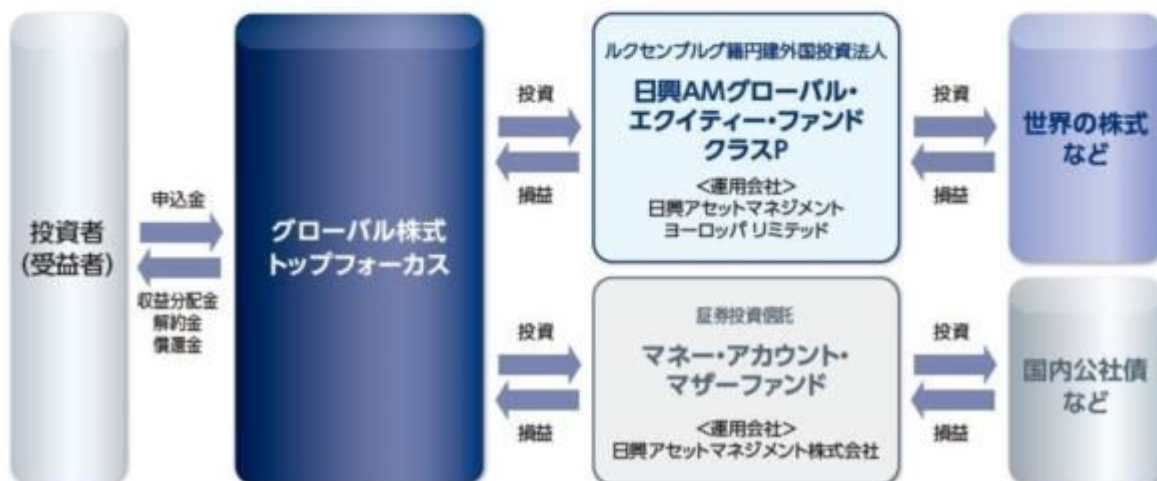 投資者
(受益者)
申込金
収益分配金
解約金
償還金
グローバル株式
トップフォーカス
投資
損益
ルクセンブルグ籍円建外国投資法人
日興AMグローバル・
エクイティー・ファンド
クラスP
<運用会社>
日興アセットマネジメント
ヨーロッパ リミテッド
投資
損益
世界の株式
など
投資
損益
証券投資信託
マネー・アカウント・
マザーファンド
<運用会社>
日興アセットマネジメント株式会社
投資
損益
国内公社債
など